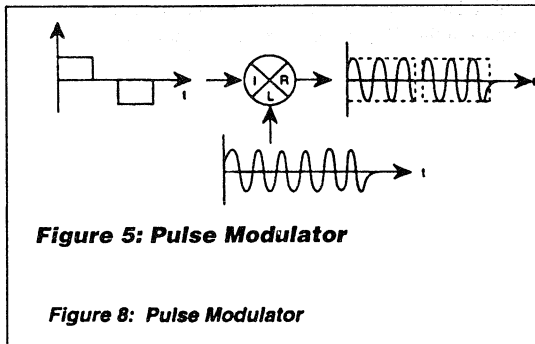 t
I R
L
t
Figure 5: Pulse Modulator
Figure 8: Pulse Modulator